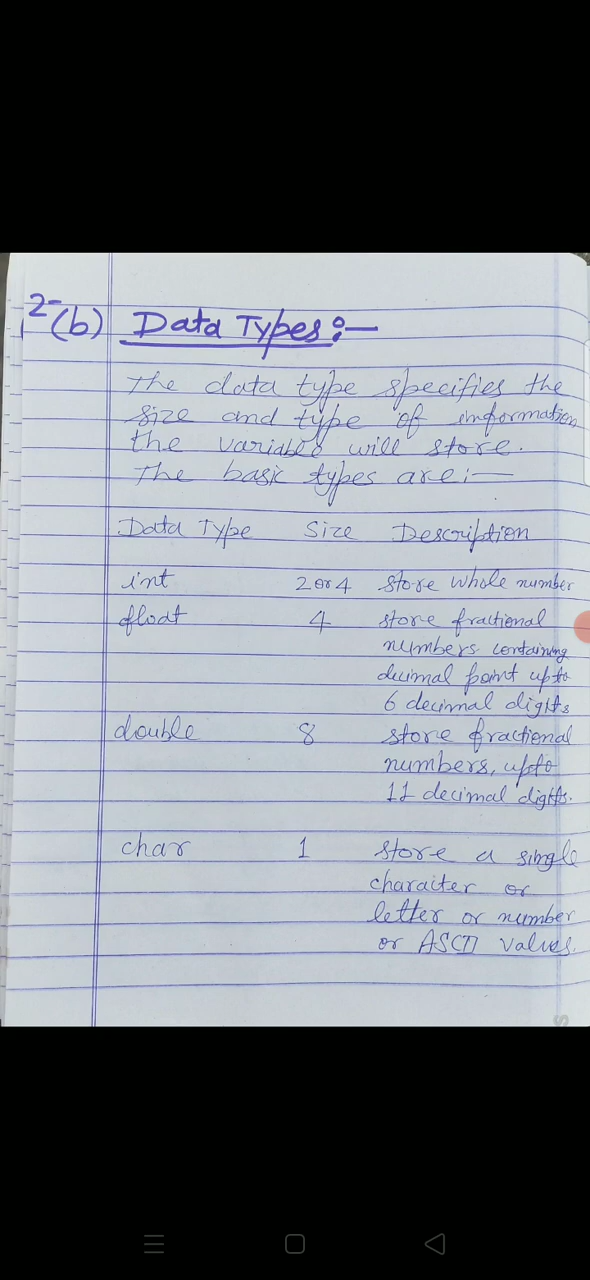 2-(b) Data Types :-
The data type specifies the
size and type of information
the variable will store.
The basic types are :-
Data Type Size Description
int 2 or 4 store whole number
float 4 store fractional
numbers containing
decimal point upto
6 decimal digits
double 8 store fractional
numbers, upto
11 decimal digits.
char 1 store a single
character or
letter or number
or ASCII values.